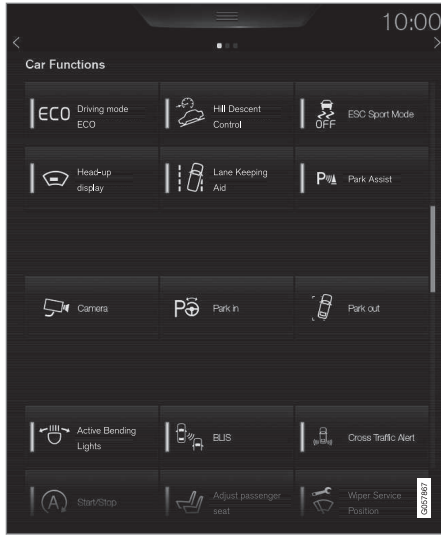 10:00
Car Functions
ECO Driving mode
ECO
Hill Descent
Control
OFF ESC Sport Mode
Head-up
display
Lane Keeping
Aid
P Park Assist
Camera
P Park in
Park out
Active Bending
Lights
BLIS
Cross Traffic Alert
A Start/Stop
Adjust passenger
seat
Wiper Service
Position
G057867